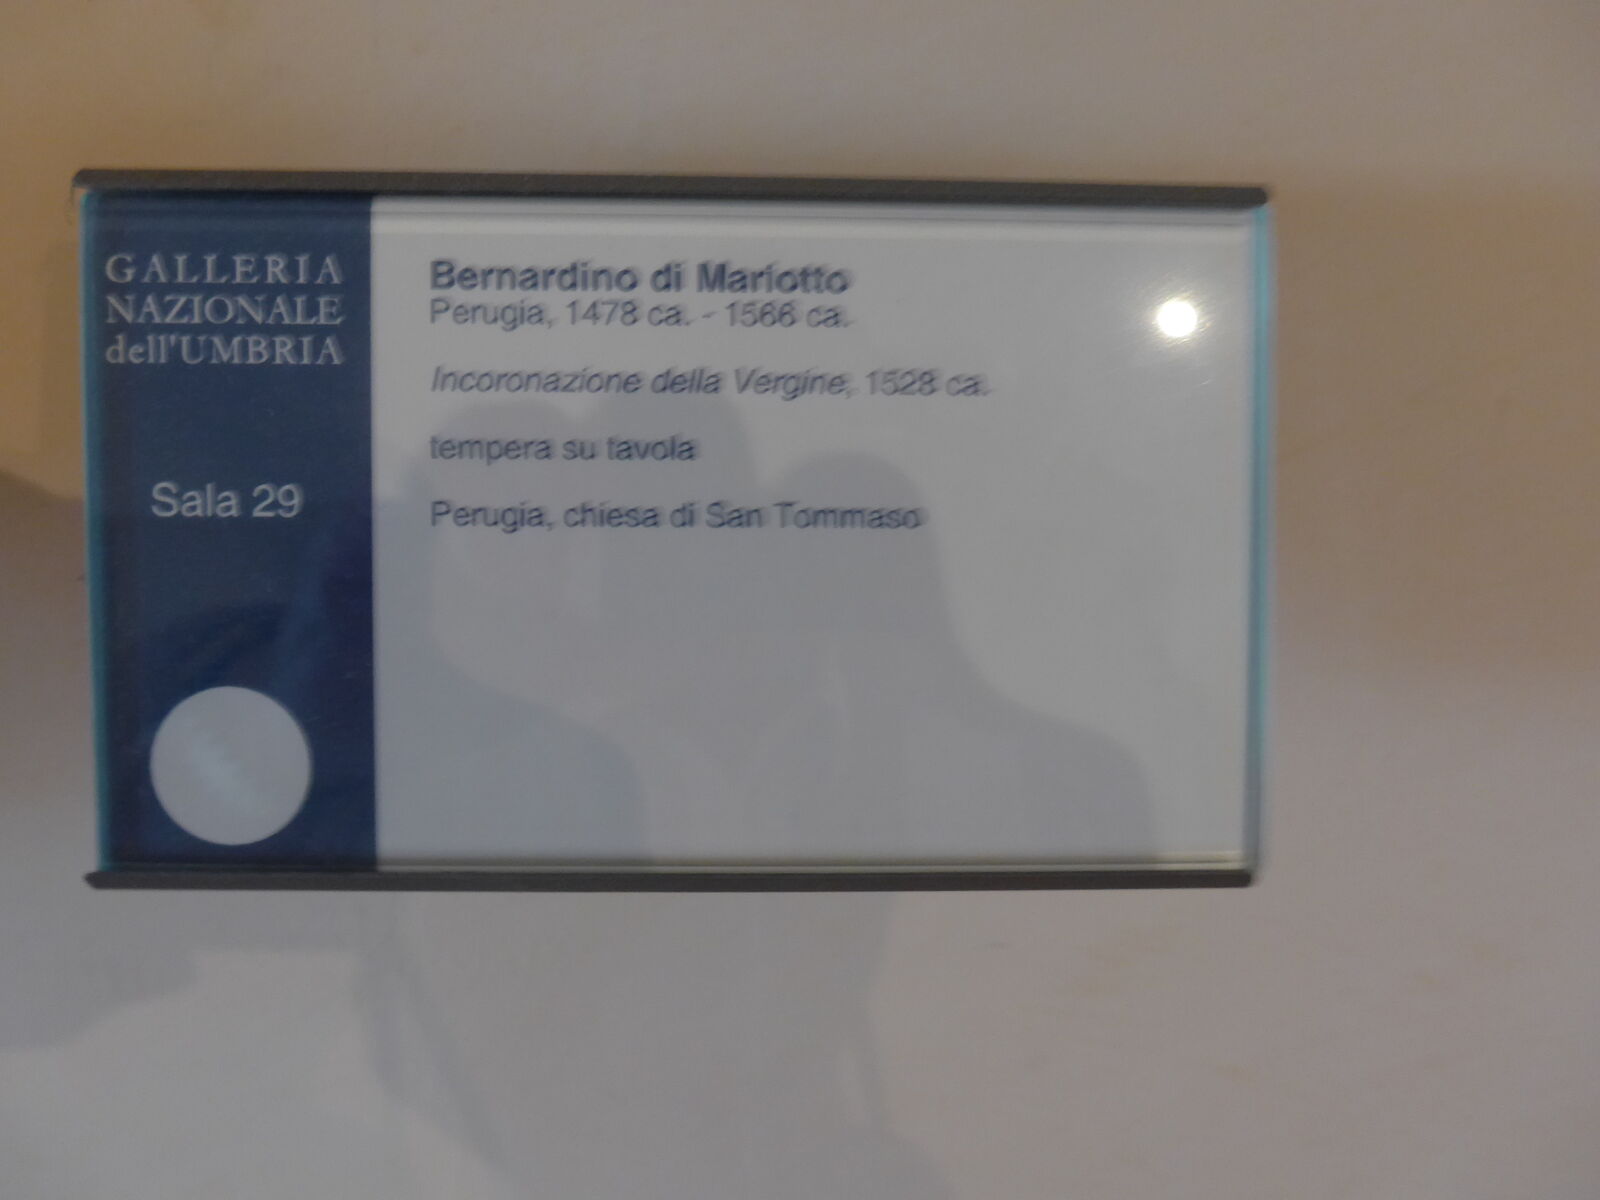 GALLERIA
NAZIONALE
dell'UMBRIA
Sala 29
Bernardino di Mariotto
Perugia, 1478 ca. - 1566 ca.
Incoronazione della Vergine, 1528 ca.
tempera su tavola
Perugia, chiesa di San Tommaso